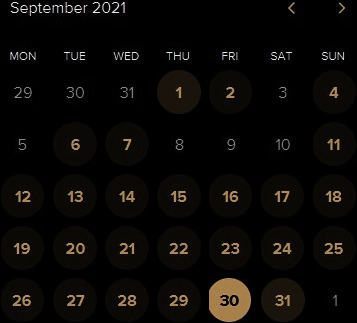 September 2021
MON TUE WED THU FRI SAT SUN
29 30 31 1 2 3 4
5 6 7 8 9 10 11
12 13 14 15 16 17 18
19 20 21 22 23 24 25
26 27 28 29 30 31 1